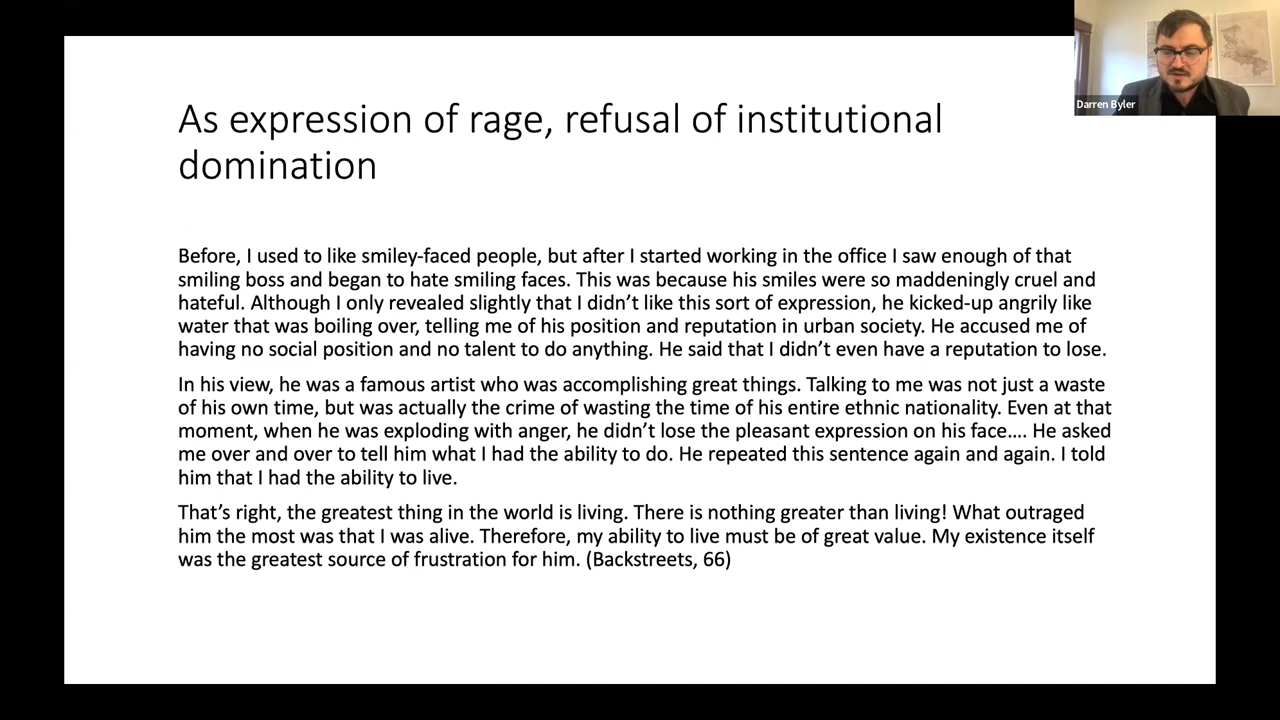 As expression of rage, refusal of institutional
domination
Darren Byler
Before, I used to like smiley-faced people, but after I started working in the office I saw enough of that
smiling boss and began to hate smiling faces. This was because his smiles were so maddeningly cruel and
hateful. Although I only revealed slightly that I didn’t like this sort of expression, he kicked-up angrily like
water that was boiling over, telling me of his position and reputation in urban society. He accused me of
having no social position and no talent to do anything. He said that I didn’t even have a reputation to lose.
In his view, he was a famous artist who was accomplishing great things. Talking to me was not just a waste
of his own time, but was actually the crime of wasting the time of his entire ethnic nationality. Even at that
moment, when he was exploding with anger, he didn’t lose the pleasant expression on his face…. He asked
me over and over to tell him what I had the ability to do. He repeated this sentence again and again. I told
him that I had the ability to live.
That’s right, the greatest thing in the world is living. There is nothing greater than living! What outraged
him the most was that I was alive. Therefore, my ability to live must be of great value. My existence itself
was the greatest source of frustration for him. (Backstreets, 66)